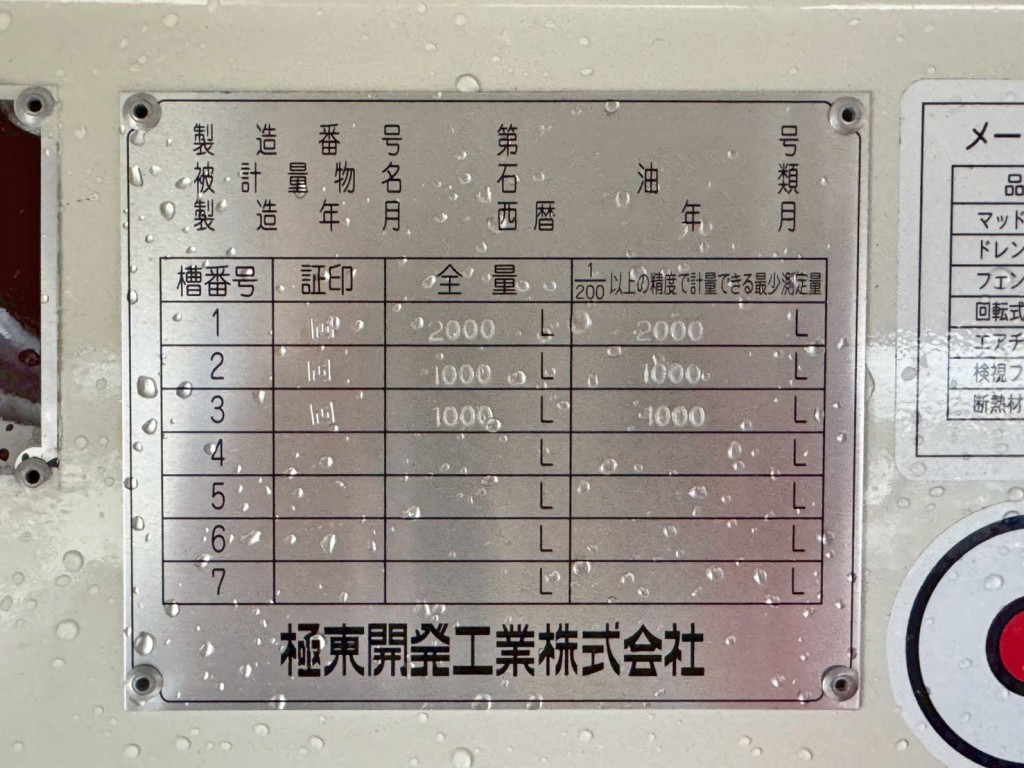 製造番号 第 号
被計量物名 石油類
製造年月 西暦 年 月
槽番号 証印 全量 1/200以上の精度で計量できる最少測定量
1 2000 L 2000 L
2 1000 L 1000 L
3 1000 L 1000 L
4 L L
5 L L
6 L L
7 L L
極東開発工業株式会社
メー
品
マッド
ドレン
フェン
回転式
エアチ
検視フ
断熱材